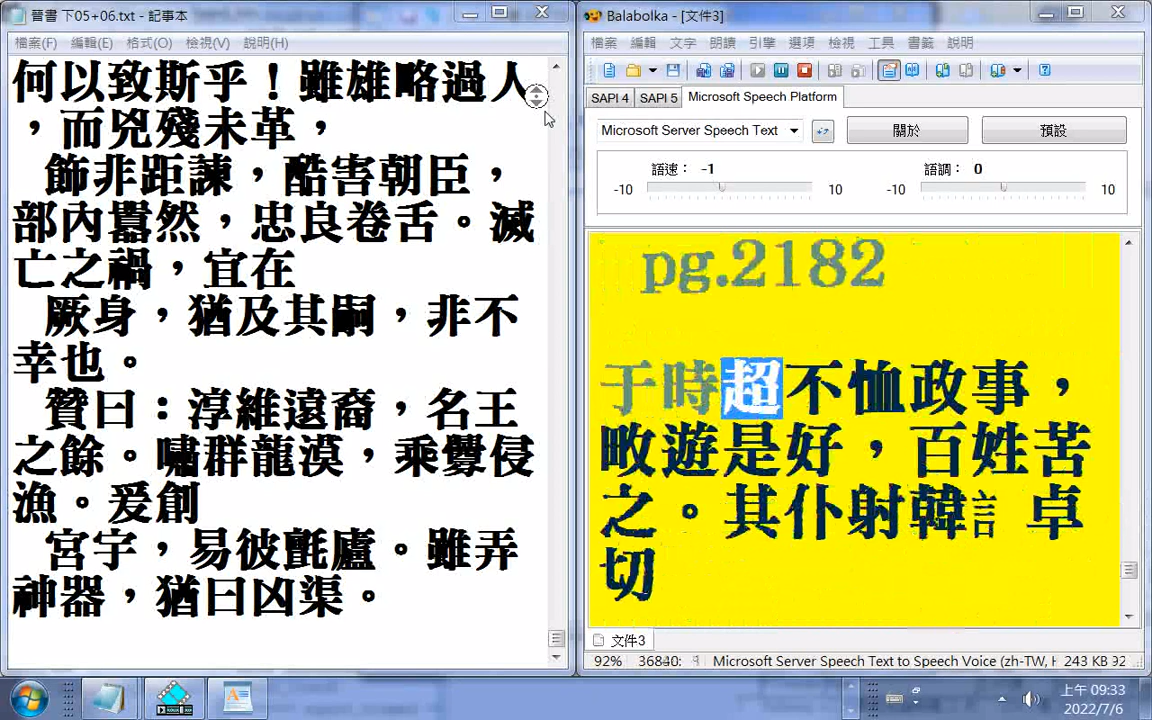 晉書 下05+06.txt - 記事本
檔案(F) 編輯(E) 格式(O) 檢視(V) 說明(H)
何以致斯乎！雖雄略過人
，而兇殘未革，
飾非距諫，酷害朝臣，
部內囂然，忠良卷舌。滅
亡之禍，宜在
厥身，猶及其嗣，非不
幸也。
贊曰：淳維遠裔，名王
之餘。嘯群龍漠，乘釁侵
漁。爰創
宮宇，易彼氈廬。雖弄
神器，猶曰凶渠。
Balabolka - [文件3]
檔案 編輯 文字 朗讀 引擎 選項 檢視 工具 書籤 說明
SAPI 4 SAPI 5 Microsoft Speech Platform
Microsoft Server Speech Text 關於 預設
語速： -1 語調： 0
-10 10 -10 10
pg.2182
于時超不恤政事，
畋遊是好，百姓苦
之。其仆射韓訁卓
切
文件3
92% 36840: Microsoft Server Speech Text to Speech Voice (zh-TW, H 243 KB 92
上午 09:33
2022/7/6